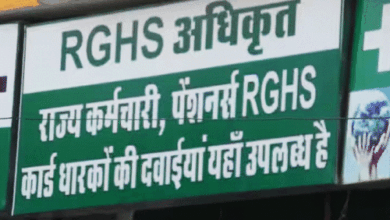 RGHS अधिकृत
राज्य कर्मचारी, पेंशनर्स RGHS
कार्ड धारकों की दवाईयां यहाँ उपलब्ध है